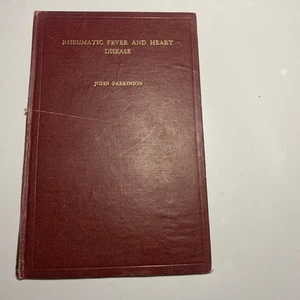 RHEUMATIC FEVER AND HEART
DISEASE
JOHN PARKINSON